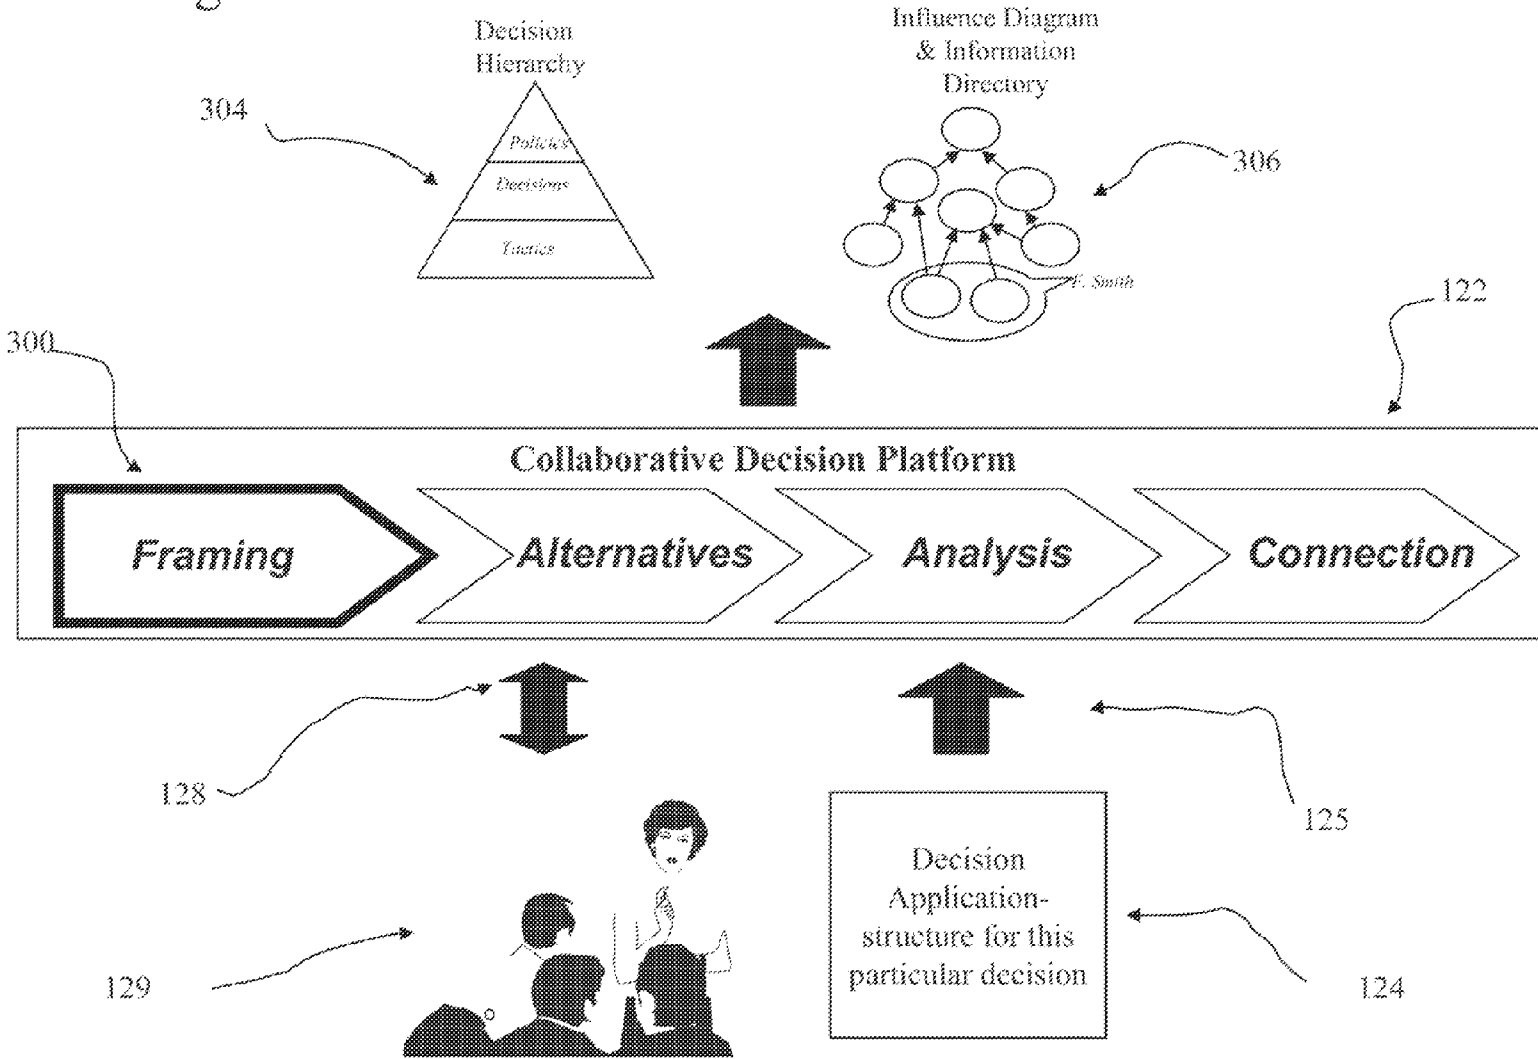 Decision
Hierarchy
Influence Diagram
& Information
Directory
304
Policies
Decisions
Tactics
306
F. Smith
122
300
Collaborative Decision Platform
Framing
Alternatives
Analysis
Connection
128
125
Decision
Application-
structure for this
particular decision
129
124